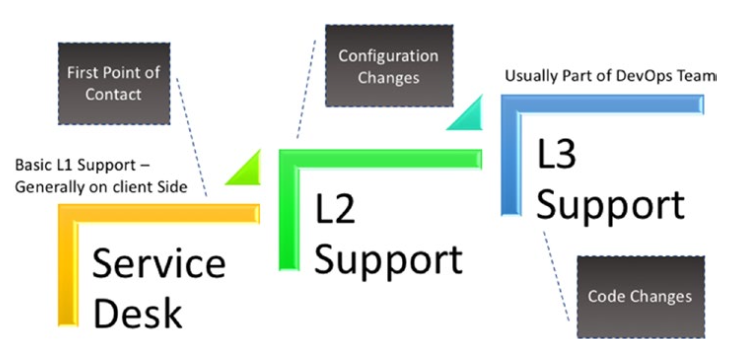 First Point of
Contact
Configuration
Changes
Usually Part of DevOps Team
Basic L1 Support –
Generally on client Side
Service
Desk
L2
Support
L3
Support
Code Changes